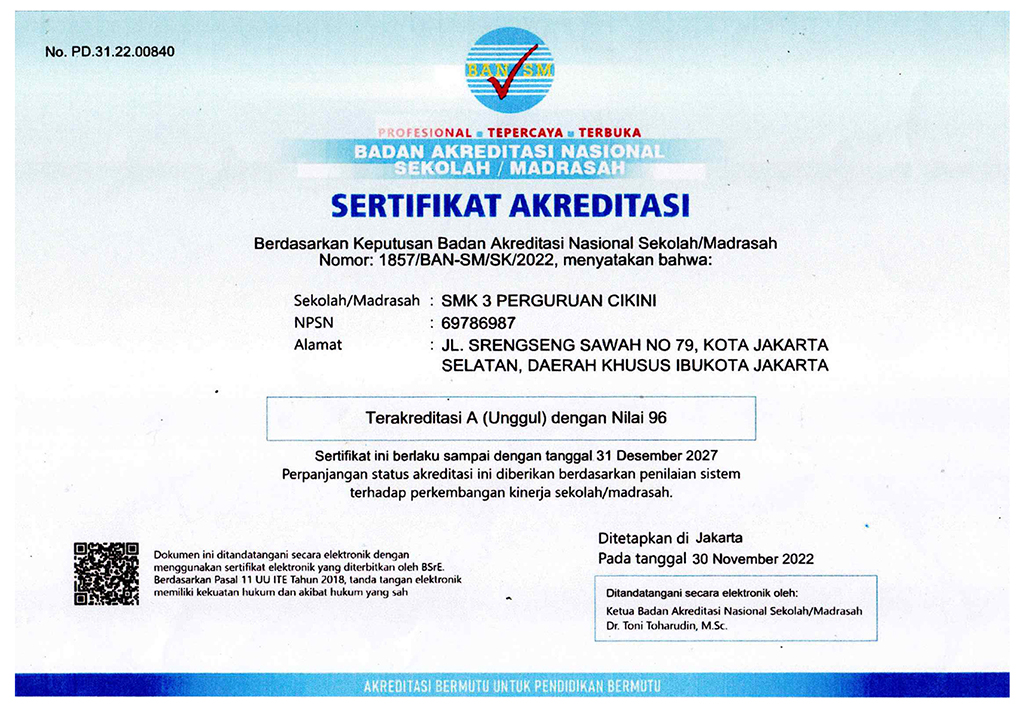 No. PD.31.22.00840
BAN SM
PROFESIONAL TEPERCAYA TERBUKA
BADAN AKREDITASI NASIONAL
SEKOLAH / MADRASAH
SERTIFIKAT AKREDITASI
Berdasarkan Keputusan Badan Akreditasi Nasional Sekolah/Madrasah
Nomor: 1857/BAN-SM/SK/2022, menyatakan bahwa:
Sekolah/Madrasah : SMK 3 PERGURUAN CIKINI
NPSN : 69786987
Alamat : JL. SRENGSENG SAWAH NO 79, KOTA JAKARTA
SELATAN, DAERAH KHUSUS IBUKOTA JAKARTA
Terakreditasi A (Unggul) dengan Nilai 96
Sertifikat ini berlaku sampai dengan tanggal 31 Desember 2027
Perpanjangan status akreditasi ini diberikan berdasarkan penilaian sistem
terhadap perkembangan kinerja sekolah/madrasah.
Dokumen ini ditandatangani secara elektronik dengan
menggunakan sertifikat elektronik yang diterbitkan oleh BSrE.
Berdasarkan Pasal 11 UU ITE Tahun 2018, tanda tangan elektronik
memiliki kekuatan hukum dan akibat hukum yang sah
Ditetapkan di Jakarta
Pada tanggal 30 November 2022
Ditandatangani secara elektronik oleh:
Ketua Badan Akreditasi Nasional Sekolah/Madrasah
Dr. Toni Toharudin, M.Sc.
AKREDITASI BERMUTU UNTUK PENDIDIKAN BERMUTU